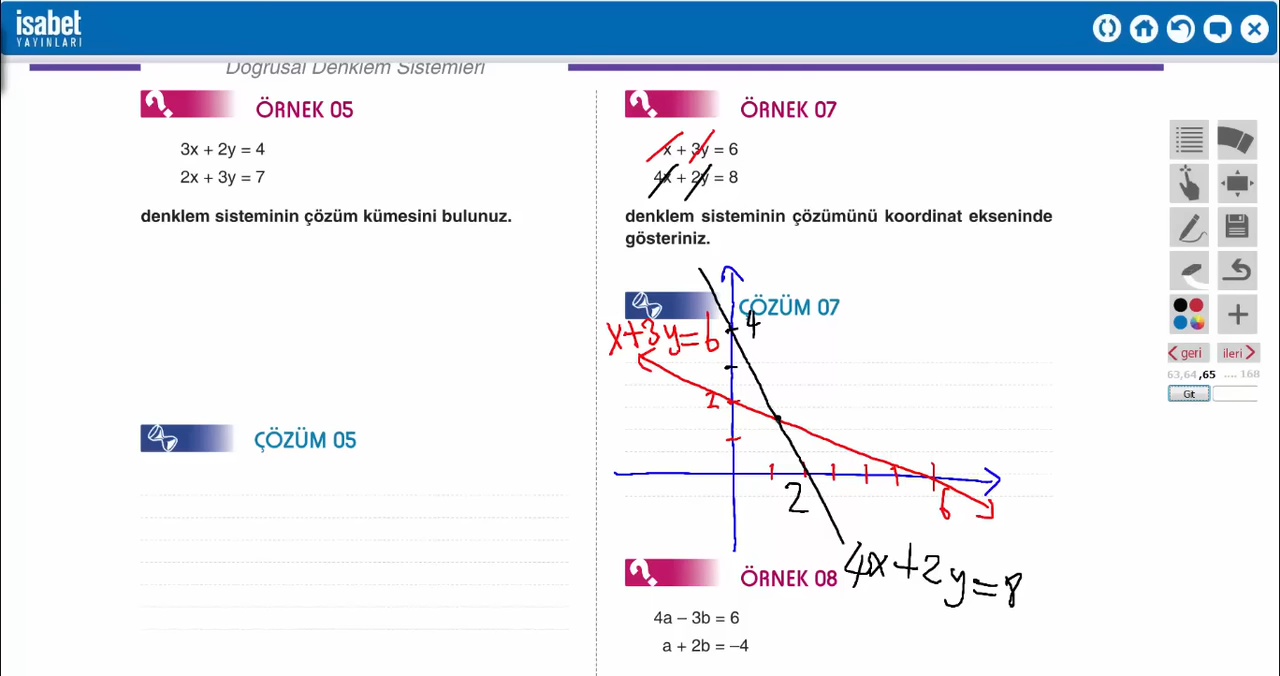 isabet
YAYINLARI
Doğrusal Denklem Sistemleri
ÖRNEK 05
3x + 2y = 4
2x + 3y = 7
denklem sisteminin çözüm kümesini bulunuz.
ÇÖZÜM 05
ÖRNEK 07
x + 3y = 6
4x + 2y = 8
denklem sisteminin çözümünü koordinat ekseninde
gösteriniz.
ÇÖZÜM 07
4
x+3y=6
2
2
6
4x+2y=8
ÖRNEK 08
4a – 3b = 6
a + 2b = –4
geri
ileri
63,64,65 .... 168
Git